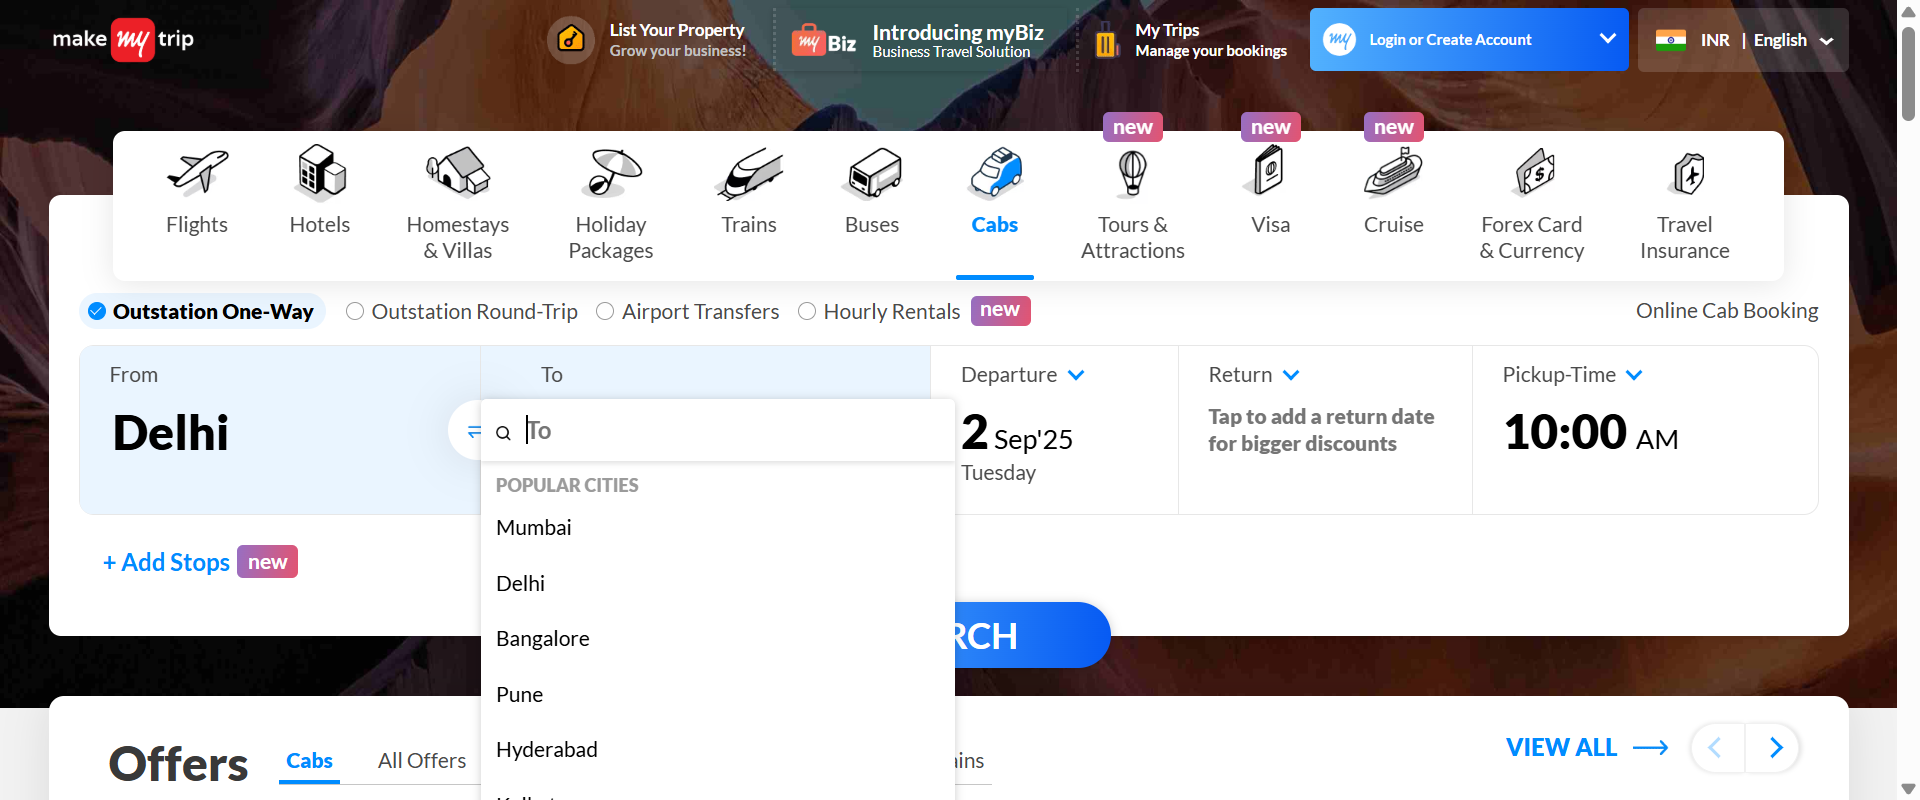 make my trip
List Your Property
Grow your business!
my Biz
Introducing myBiz
Business Travel Solution
My Trips
Manage your bookings
my Login or Create Account
INR | English
new
new
new
Flights
Hotels
Homestays
& Villas
Holiday
Packages
Trains
Buses
Cabs
Tours &
Attractions
Visa
Cruise
Forex Card
& Currency
Travel
Insurance
Outstation One-Way
Outstation Round-Trip
Airport Transfers
Hourly Rentals
new
Online Cab Booking
From
Delhi
To
To
Departure
2 Sep'25
Tuesday
Return
Tap to add a return date
for bigger discounts
Pickup-Time
10:00 AM
POPULAR CITIES
Mumbai
Delhi
Bangalore
Pune
Hyderabad
+ Add Stops new
RCH
Offers
Cabs
All Offers
ains
VIEW ALL